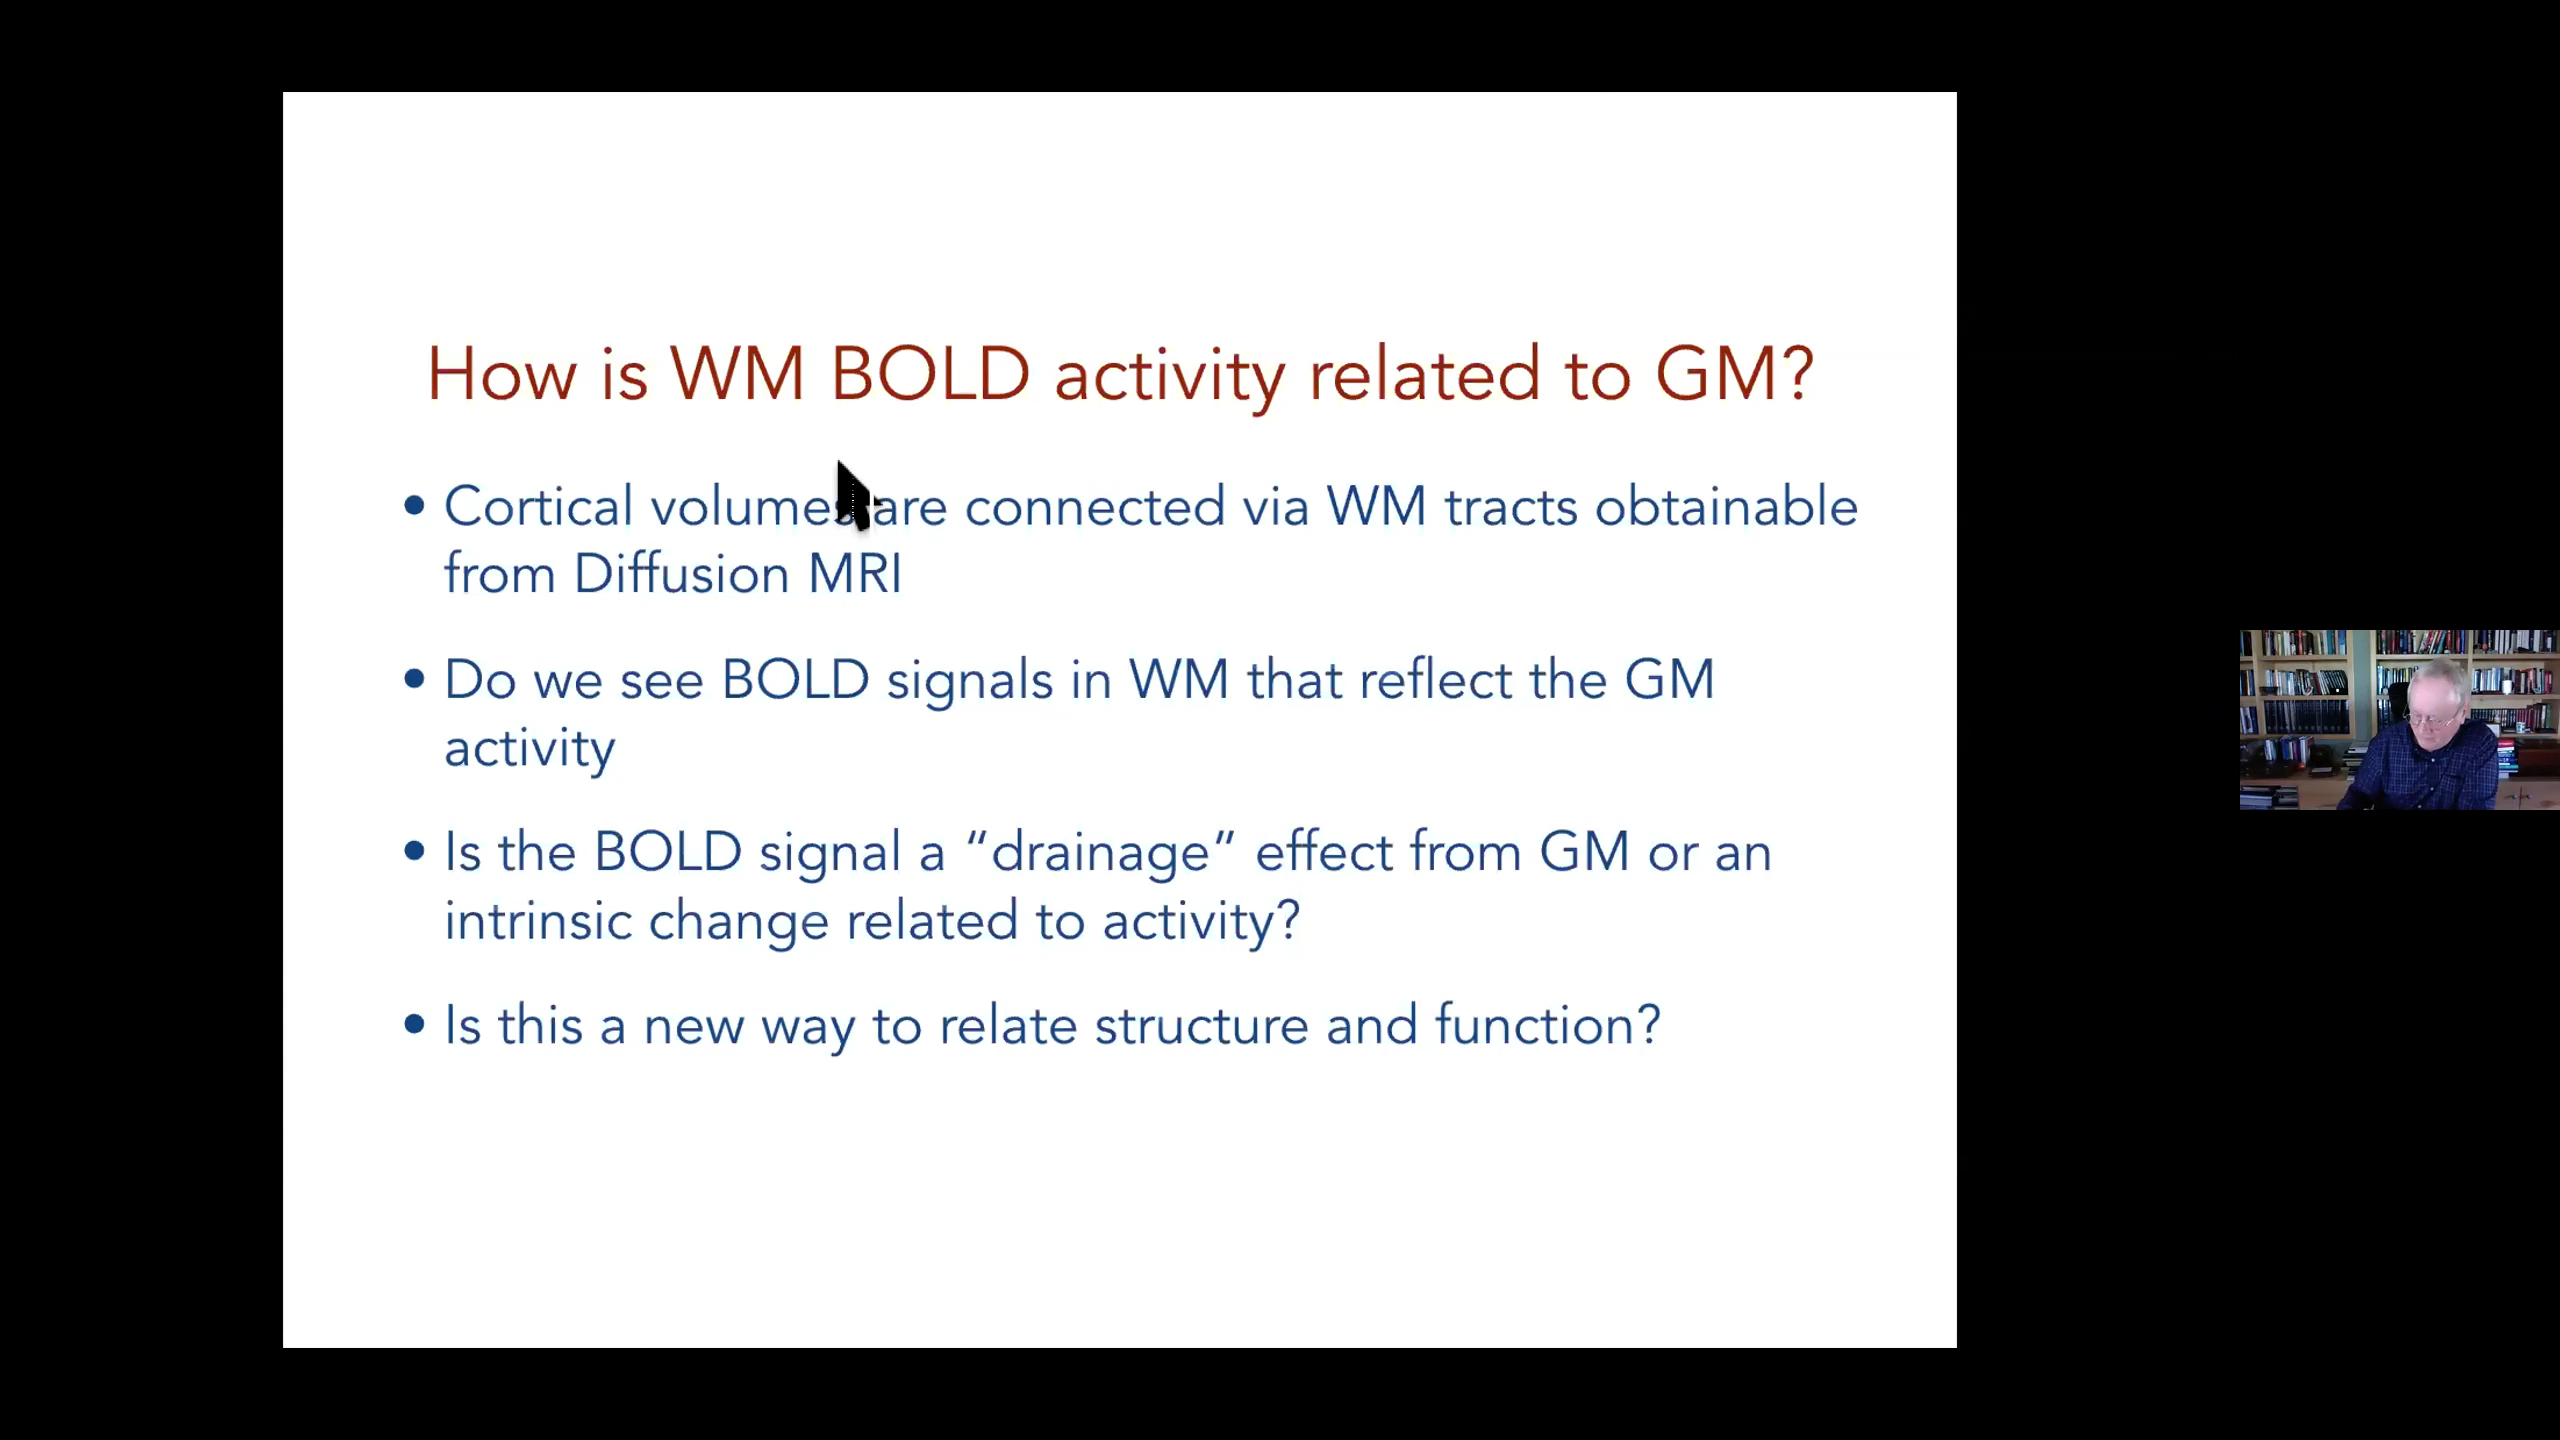 How is WM BOLD activity related to GM?
• Cortical volumes are connected via WM tracts obtainable
from Diffusion MRI
• Do we see BOLD signals in WM that reflect the GM
activity
• Is the BOLD signal a “drainage” effect from GM or an
intrinsic change related to activity?
• Is this a new way to relate structure and function?